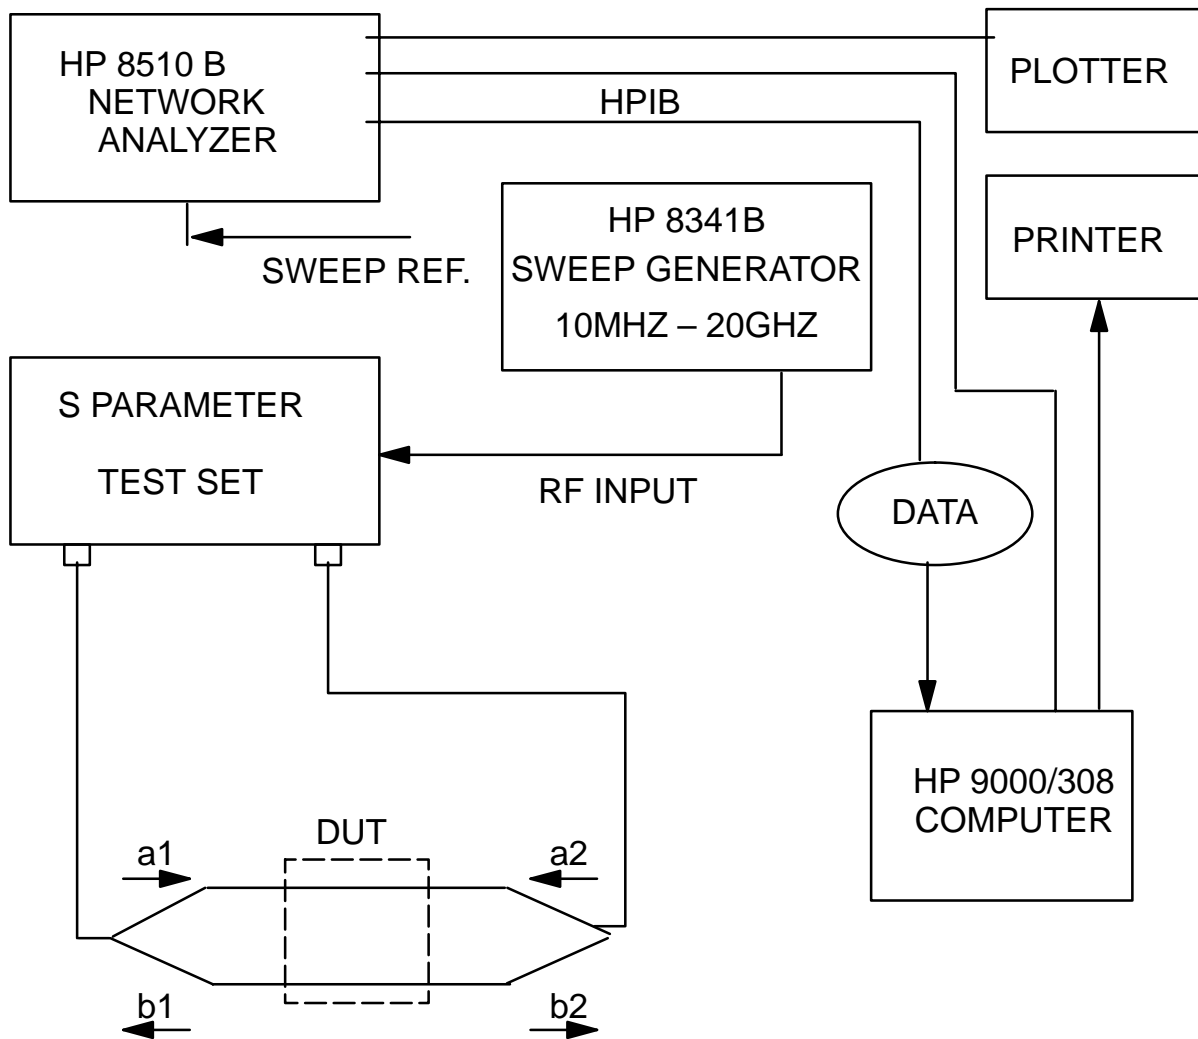 HP 8510 B
NETWORK
ANALYZER
PLOTTER
HPIB
PRINTER
HP 8341B
SWEEP GENERATOR
10MHZ – 20GHZ
SWEEP REF.
S PARAMETER
TEST SET
RF INPUT
DATA
HP 9000/308
COMPUTER
DUT
a1
a2
b1
b2